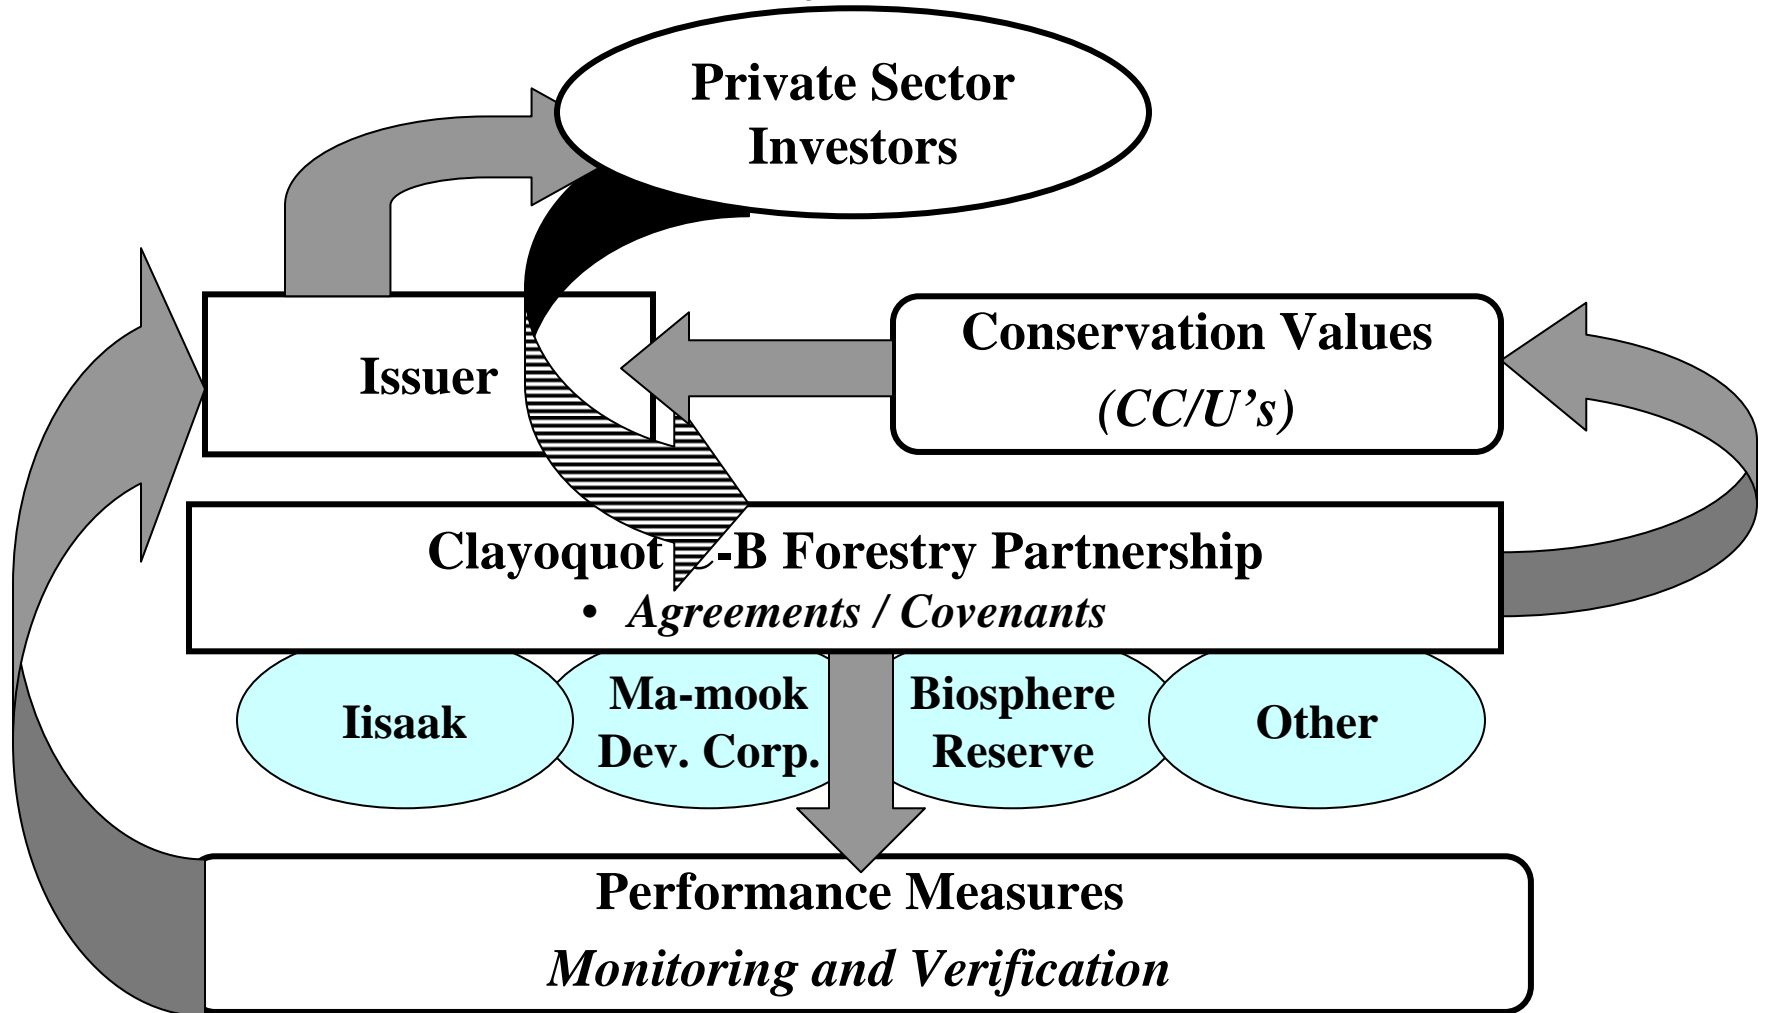 Private Sector
Investors
Issuer
Conservation Values
(CC/U’s)
Clayoquot -B Forestry Partnership
• Agreements / Covenants
Iisaak
Ma-mook
Dev. Corp.
Biosphere
Reserve
Other
Performance Measures
Monitoring and Verification